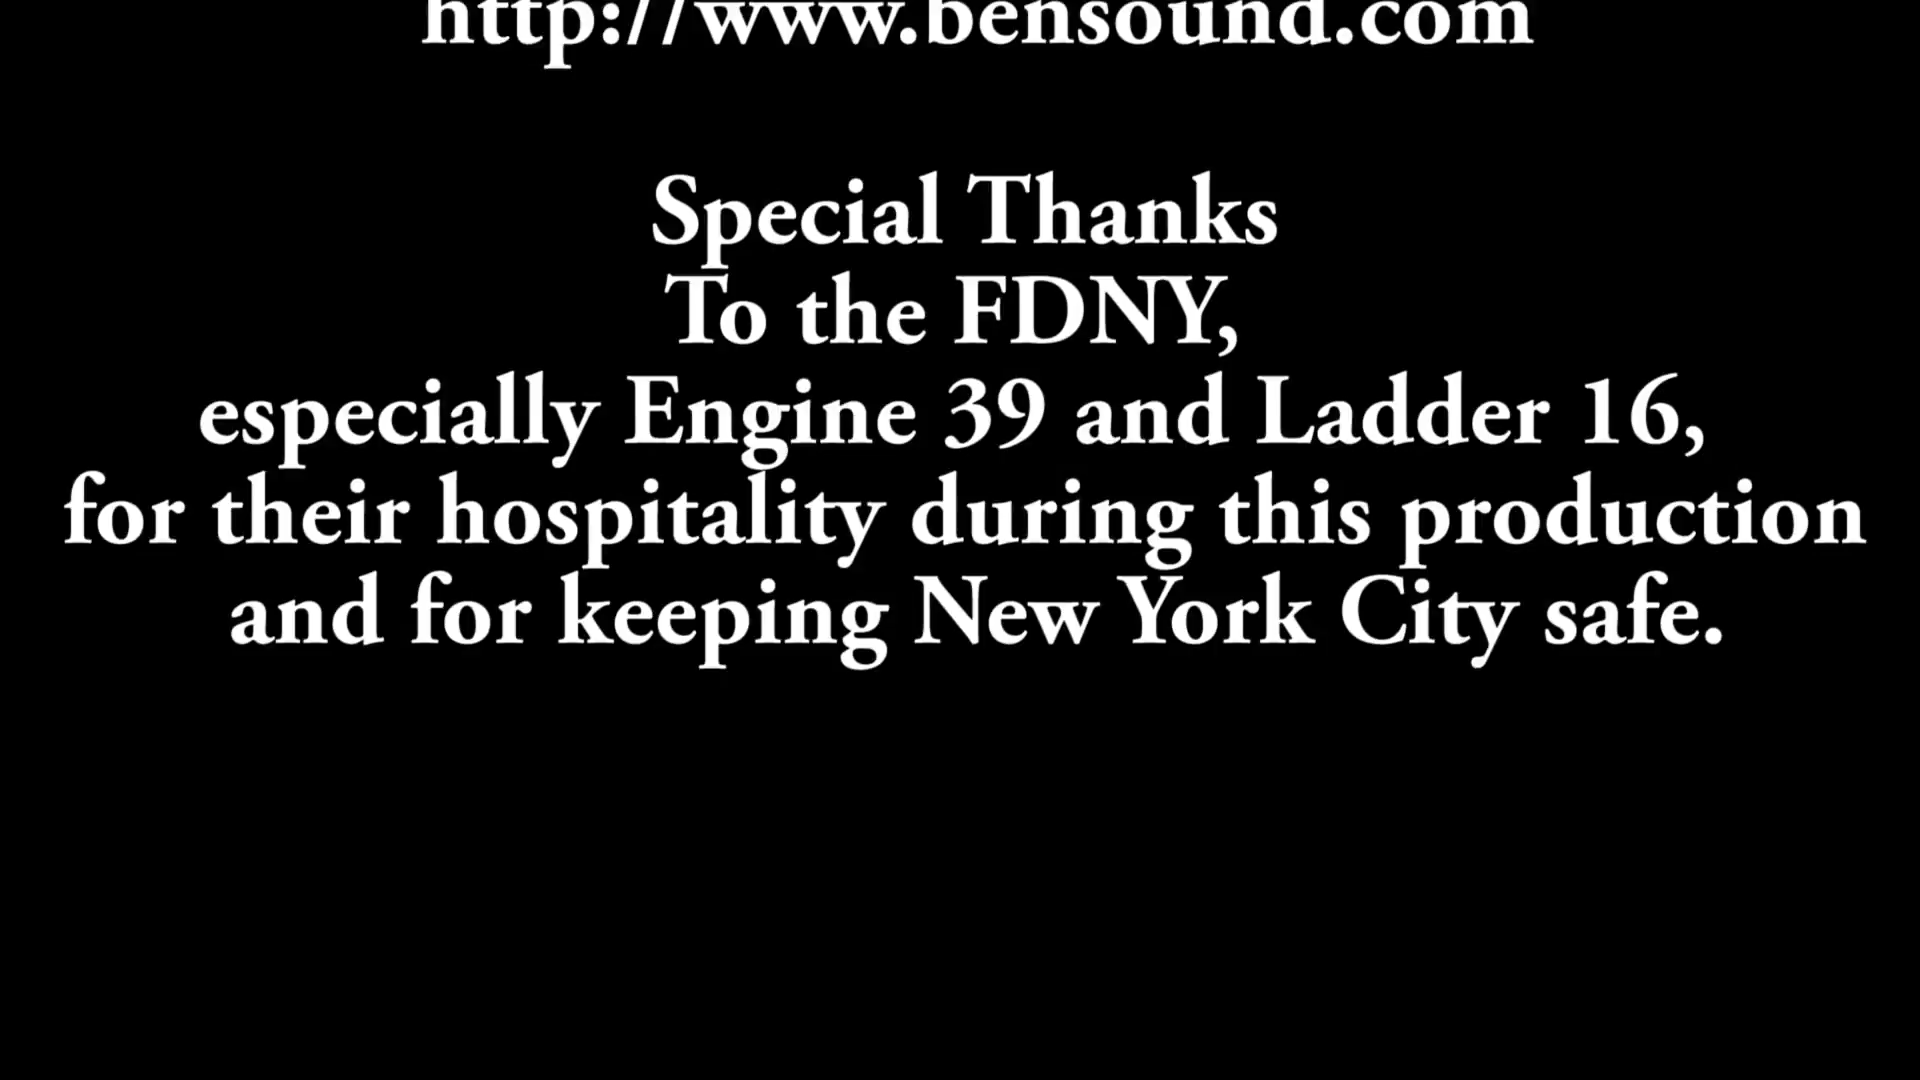 http://www.bensound.com
Special Thanks
To the FDNY,
especially Engine 39 and Ladder 16,
for their hospitality during this production
and for keeping New York City safe.